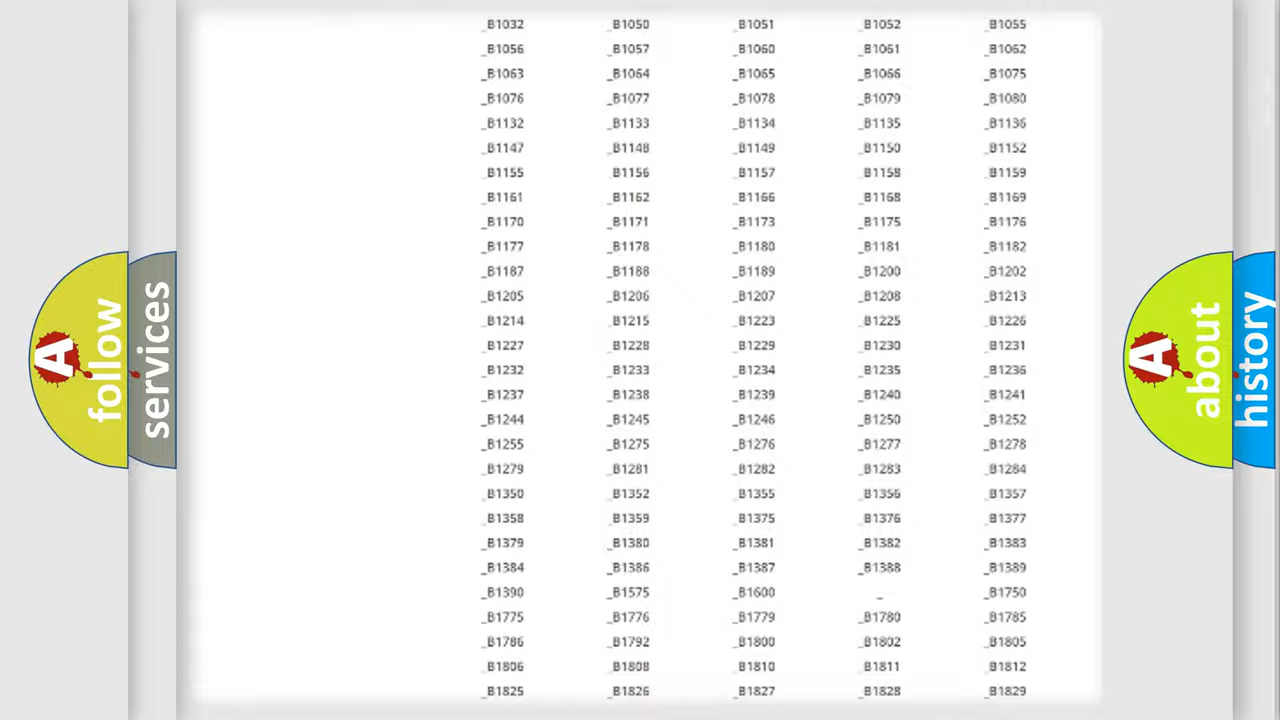 _B1032 _B1050 _B1051 _B1052 _B1055
_B1056 _B1057 _B1060 _B1061 _B1062
_B1063 _B1064 _B1065 _B1066 _B1075
_B1076 _B1077 _B1078 _B1079 _B1080
_B1132 _B1133 _B1134 _B1135 _B1136
_B1147 _B1148 _B1149 _B1150 _B1152
_B1155 _B1156 _B1157 _B1158 _B1159
_B1161 _B1162 _B1166 _B1168 _B1169
_B1170 _B1171 _B1173 _B1175 _B1176
_B1177 _B1178 _B1180 _B1181 _B1182
_B1187 _B1188 _B1189 _B1200 _B1202
_B1205 _B1206 _B1207 _B1208 _B1213
_B1214 _B1215 _B1223 _B1225 _B1226
_B1227 _B1228 _B1229 _B1230 _B1231
_B1232 _B1233 _B1234 _B1235 _B1236
_B1237 _B1238 _B1239 _B1240 _B1241
_B1244 _B1245 _B1246 _B1250 _B1252
_B1255 _B1275 _B1276 _B1277 _B1278
_B1279 _B1281 _B1282 _B1283 _B1284
_B1350 _B1352 _B1355 _B1356 _B1357
_B1358 _B1359 _B1375 _B1376 _B1377
_B1379 _B1380 _B1381 _B1382 _B1383
_B1384 _B1386 _B1387 _B1388 _B1389
_B1390 _B1575 _B1600 _ _B1750
_B1775 _B1776 _B1779 _B1780 _B1785
_B1786 _B1792 _B1800 _B1802 _B1805
_B1806 _B1808 _B1810 _B1811 _B1812
_B1825 _B1826 _B1827 _B1828 _B1829
A follow
services
A about
history